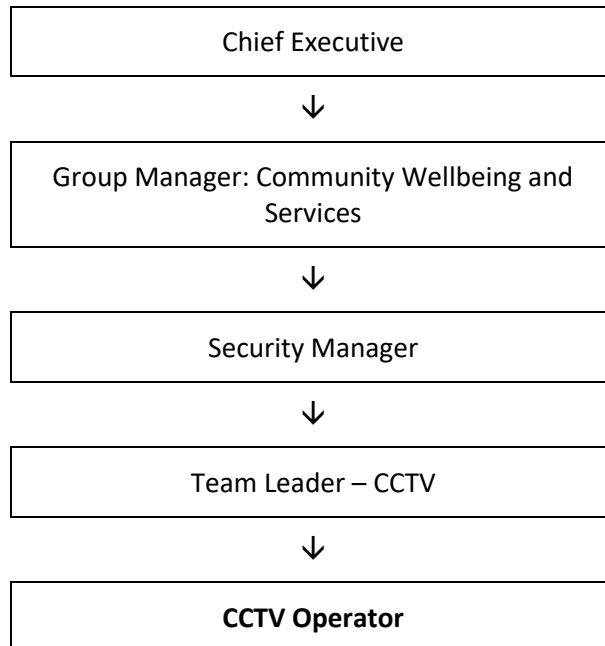 Chief Executive
↓
Group Manager: Community Wellbeing and
Services
↓
Security Manager
↓
Team Leader – CCTV
↓
CCTV Operator